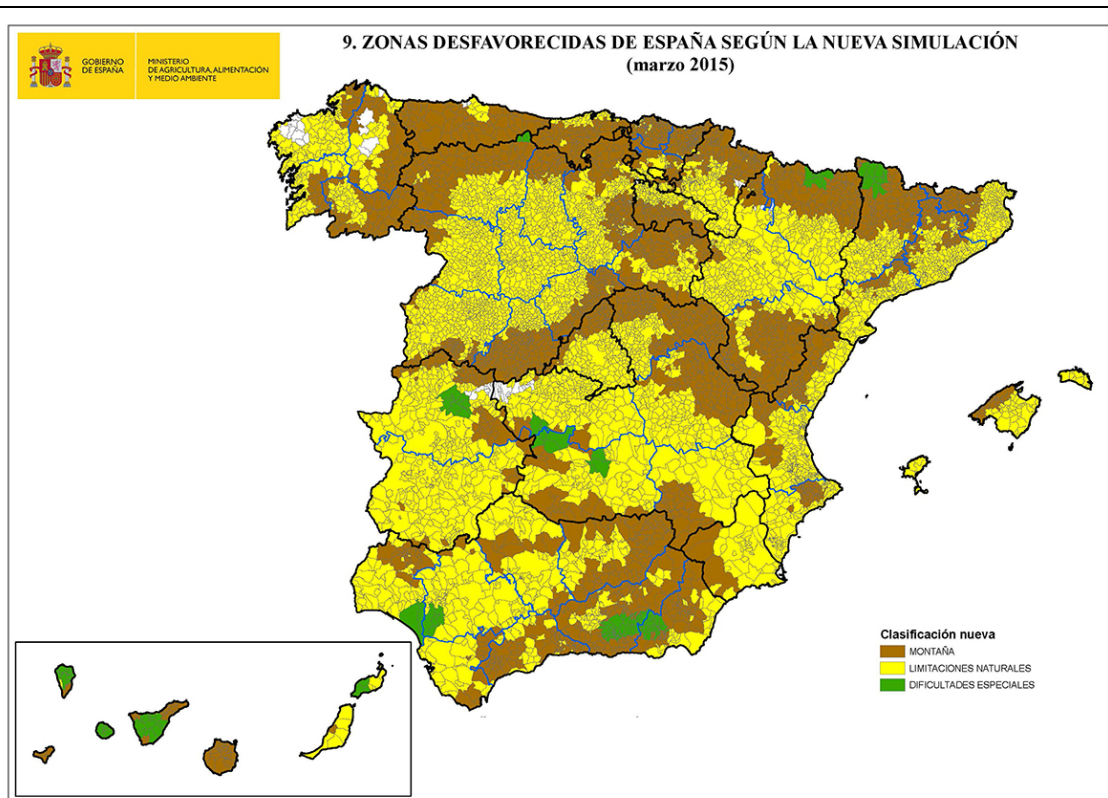 GOBIERNO
DE ESPAÑA
MINISTERIO
DE AGRICULTURA, ALIMENTACIÓN
Y MEDIO AMBIENTE
9. ZONAS DESFAVORECIDAS DE ESPAÑA SEGÚN LA NUEVA SIMULACIÓN
(marzo 2015)
Clasificación nueva
MONTAÑA
LIMITACIONES NATURALES
DIFICULTADES ESPECIALES